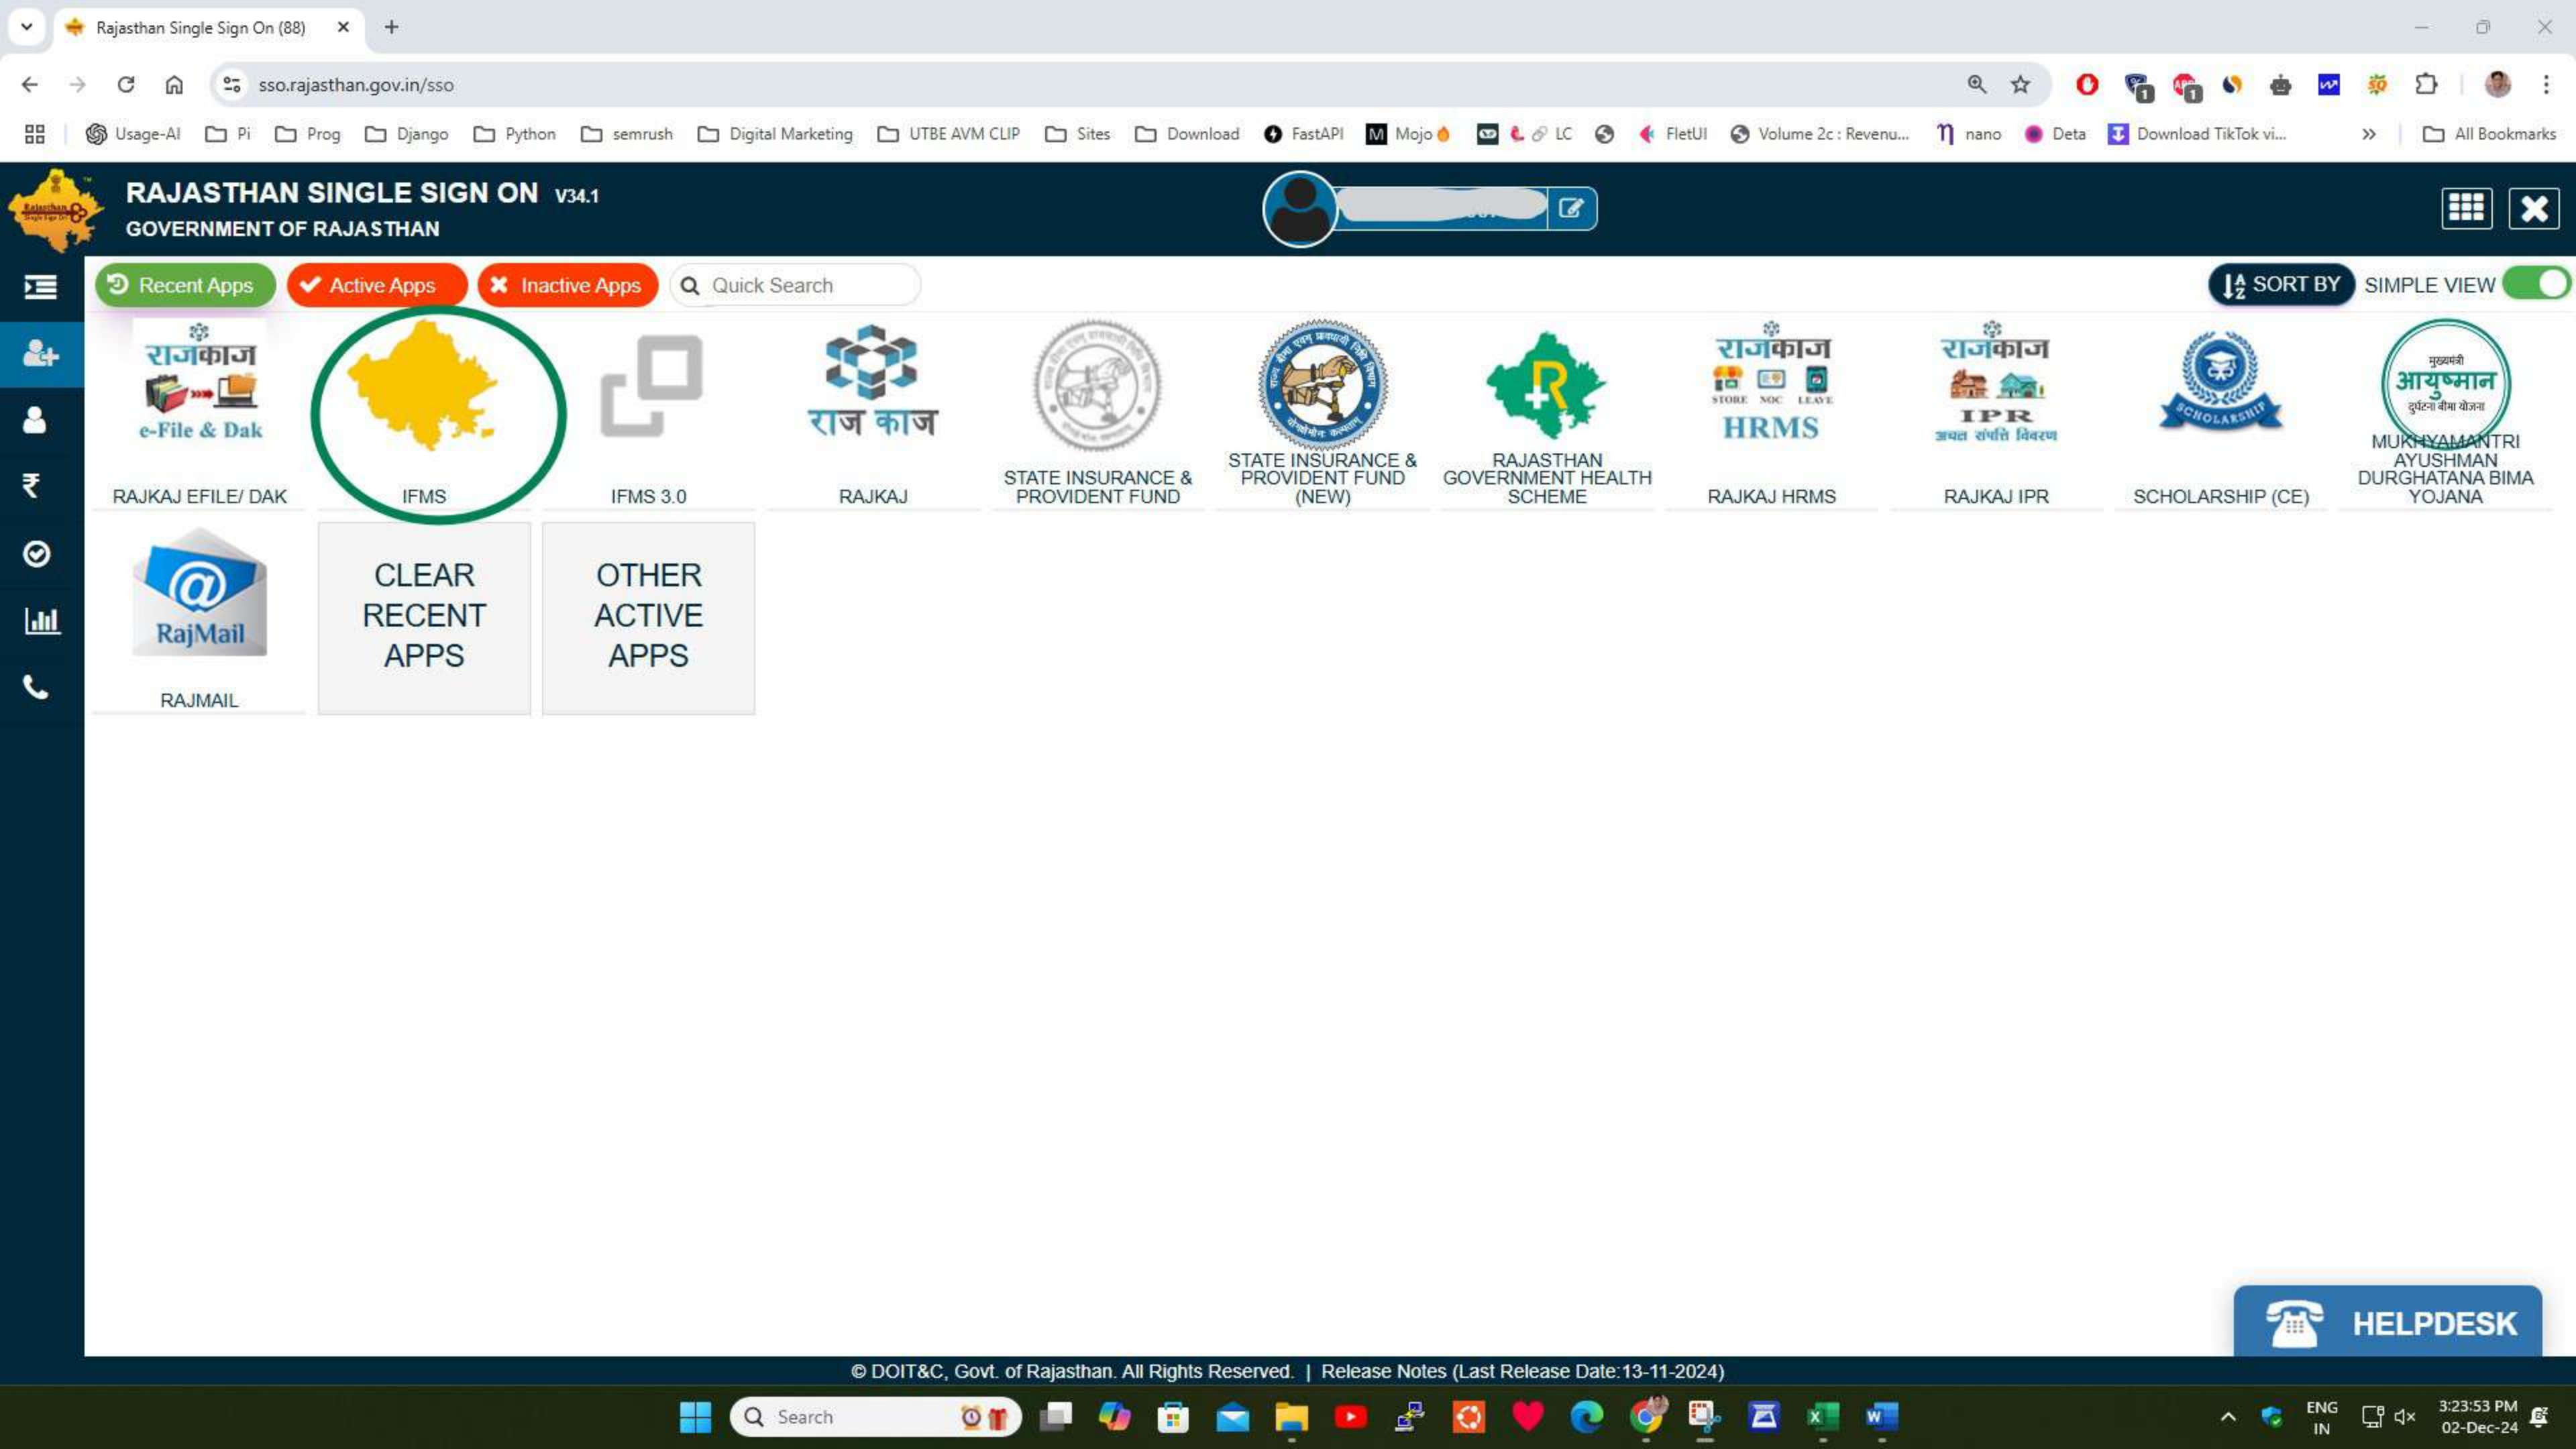 Rajasthan Single Sign On (88)
sso.rajasthan.gov.in/sso
Usage-AI Pi Prog Django Python semrush Digital Marketing UTBE AVM CLIP Sites Download FastAPI Mojo LC FletUI Volume 2c : Revenu... nano Deta Download TikTok vi... All Bookmarks
RAJASTHAN SINGLE SIGN ON V34.1
GOVERNMENT OF RAJASTHAN
Recent Apps Active Apps Inactive Apps Quick Search SORT BY SIMPLE VIEW
राजकाज
e-File & Dak
RAJKAJ EFILE/ DAK
IFMS
IFMS 3.0
राज काज
RAJKAJ
STATE INSURANCE &
PROVIDENT FUND
STATE INSURANCE &
PROVIDENT FUND
(NEW)
R
RAJASTHAN
GOVERNMENT HEALTH
SCHEME
राजकाज
STORE NOC LEAVE
HRMS
RAJKAJ HRMS
राजकाज
IPR
अचल संपत्ति विवरण
RAJKAJ IPR
SCHOLARSHIP
SCHOLARSHIP (CE)
मुख्यमंत्री
आयुष्मान
दुर्घटना बीमा योजना
MUKHYAMANTRI
AYUSHMAN
DURGHATANA BIMA
YOJANA
@
RajMail
RAJMAIL
CLEAR
RECENT
APPS
OTHER
ACTIVE
APPS
HELPDESK
© DOIT&C, Govt. of Rajasthan. All Rights Reserved. | Release Notes (Last Release Date:13-11-2024)
Search
ENG
IN
3:23:53 PM
02-Dec-24